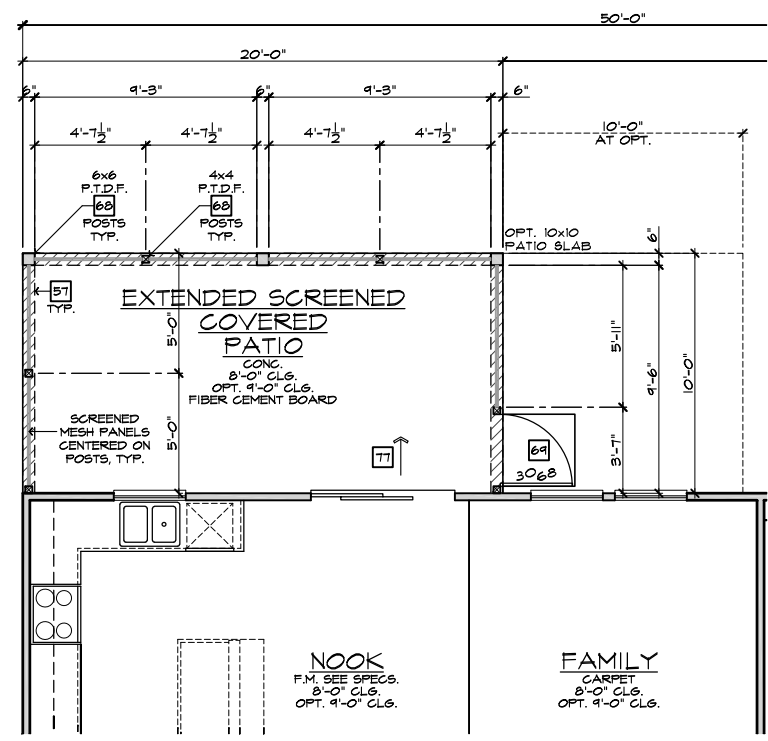 50'-0"
20'-0"
6" 9'-3" 6" 9'-3" 6"
4'-7½" 4'-7½" 4'-7½" 4'-7½"
10'-0"
AT OPT.
6x6
P.T.D.F.
68
POSTS
TYP.
4x4
P.T.D.F.
68
POSTS
TYP.
OPT. 10x10
PATIO SLAB
6"
57
TYP.
EXTENDED SCREENED
COVERED
PATIO
CONC.
8'-0" CLG.
OPT. 9'-0" CLG.
FIBER CEMENT BOARD
5'-0"
5'-0"
5'-11"
9'-6"
10'-0"
3'-7"
SCREENED
MESH PANELS
CENTERED ON
POSTS, TYP.
77
69
3068
NOOK
F.M. SEE SPECS.
8'-0" CLG.
OPT. 9'-0" CLG.
FAMILY
CARPET
8'-0" CLG.
OPT. 9'-0" CLG.